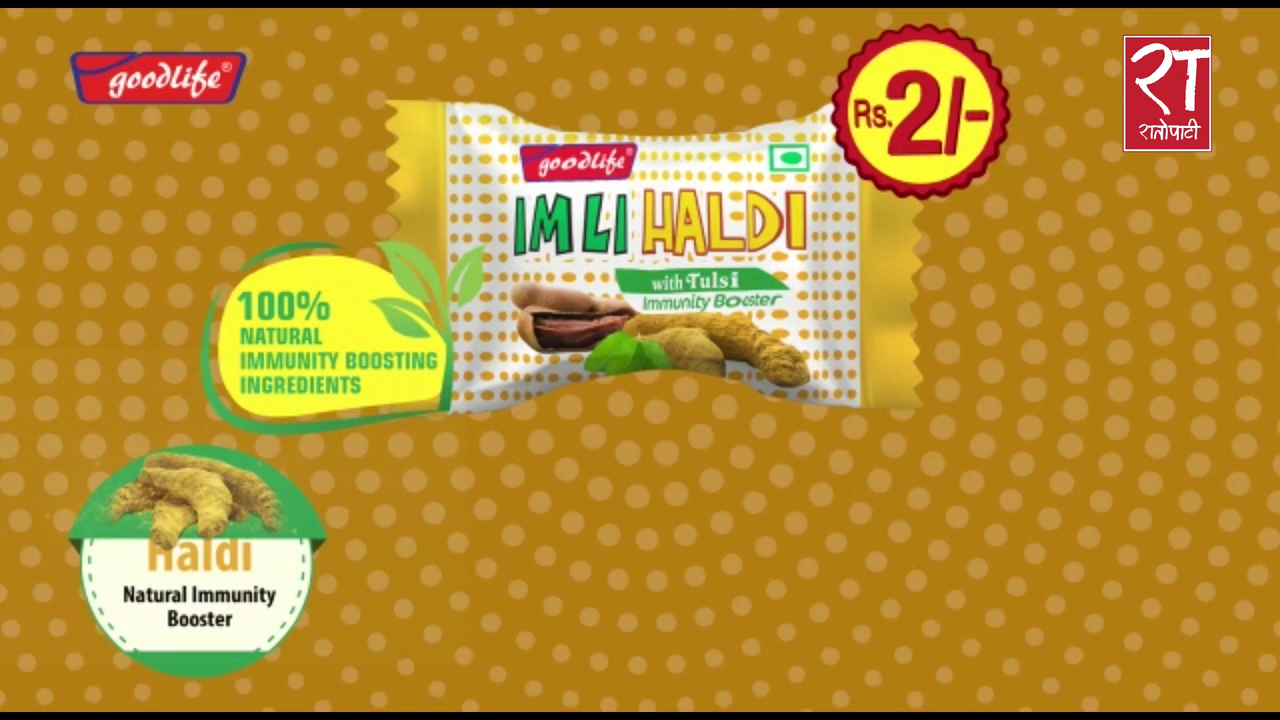 goodlife®
Rs. 2/-
रा
रातोपाटी
goodlife®
IMLI HALDI
with Tulsi
Immunity Booster
100%
NATURAL
IMMUNITY BOOSTING
INGREDIENTS
Haldi
Natural Immunity
Booster